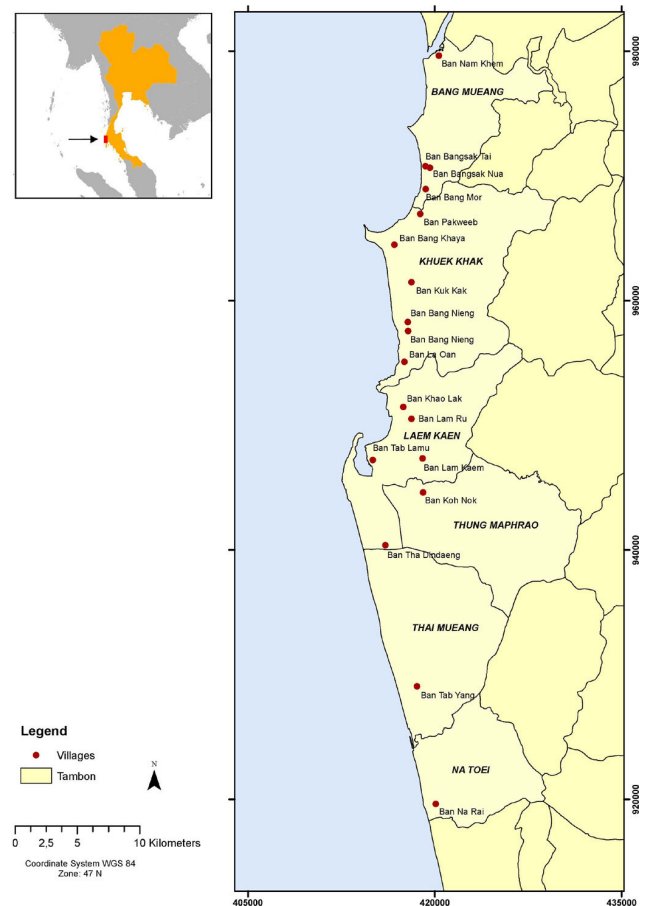 980000
Ban Nam Khem
BANG MUEANG
Ban Bangsak Tai
Ban Bangsak Nua
Ban Bang Mor
Ban Pakweeb
Ban Bang Khaya
KHUEK KHAK
Ban Kuk Kak
960000
Ban Bang Nieng
Ban Bang Nieng
Ban La Oan
Ban Khao Lak
Ban Lam Ru
LAEM KAEN
Ban Tab Lamu
Ban Lam Kaem
Ban Koh Nok
THUNG MAPHRAO
940000
Ban Tha Dindaeng
THAI MUEANG
Ban Tab Yang
NA TOEI
920000
Ban Na Rai
405000 420000 435000
Legend
Villages
Tambon
N
0 2,5 5 10 Kilometers
Coordinate System WGS 84
Zone: 47 N